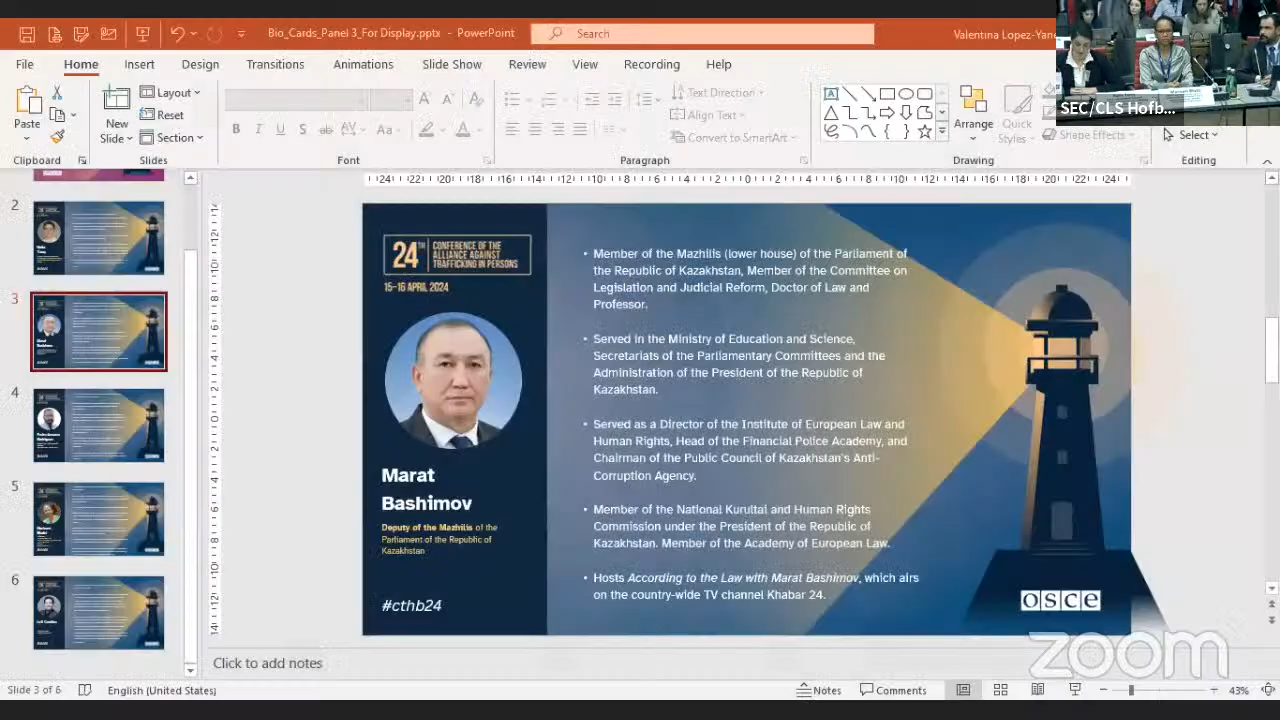 Bio_Cards_Panel 3_For Display.pptx - PowerPoint
Search
Valentina Lopez-Yan
File Home Insert Design Transitions Animations Slide Show Review View Recording Help
SEC/CLS Hofb...
Paste
New
Slide
Layout
Reset
Section
B I U S ab AV Aa
Text Direction
Align Text
Convert to SmartArt
Arrange
Quick
Styles
Shape Effects
Select
Clipboard Slides Font Paragraph Drawing Editing
2
3
4
5
6
24TH CONFERENCE OF THE
ALLIANCE AGAINST
TRAFFICKING IN PERSONS
15-16 APRIL 2024
Marat
Bashimov
Deputy of the Mazhilis of the
Parliament of the Republic of
Kazakhstan
#cthb24
• Member of the Mazhilis (lower house) of the Parliament of
the Republic of Kazakhstan, Member of the Committee on
Legislation and Judicial Reform, Doctor of Law and
Professor.
• Served in the Ministry of Education and Science,
Secretariats of the Parliamentary Committees and the
Administration of the President of the Republic of
Kazakhstan.
• Served as a Director of the Institute of European Law and
Human Rights, Head of the Financial Police Academy, and
Chairman of the Public Council of Kazakhstan's Anti-
Corruption Agency.
• Member of the National Kurultai and Human Rights
Commission under the President of the Republic of
Kazakhstan. Member of the Academy of European Law.
• Hosts According to the Law with Marat Bashimov, which airs
on the country-wide TV channel Khabar 24.
osce
zoom
Click to add notes
Slide 3 of 6 English (United States) Notes Comments 43%